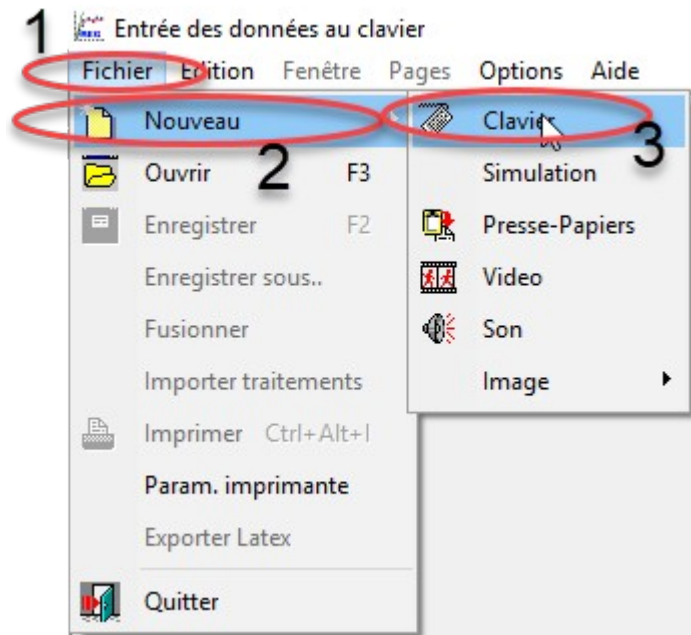 1 Entrée des données au clavier
Fichier Edition Fenêtre Pages Options Aide
Nouveau
2
Ouvrir F3
Enregistrer F2
Enregistrer sous..
Fusionner
Importer traitements
Imprimer Ctrl+Alt+I
Param. imprimante
Exporter Latex
Quitter
Clavier
3
Simulation
Presse-Papiers
Video
Son
Image